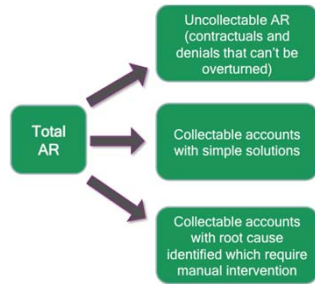 Uncollectable AR
(contractuals and
denials that can't be
overturned)
Total
AR
Collectable accounts
with simple solutions
Collectable accounts
with root cause
identified which require
manual intervention